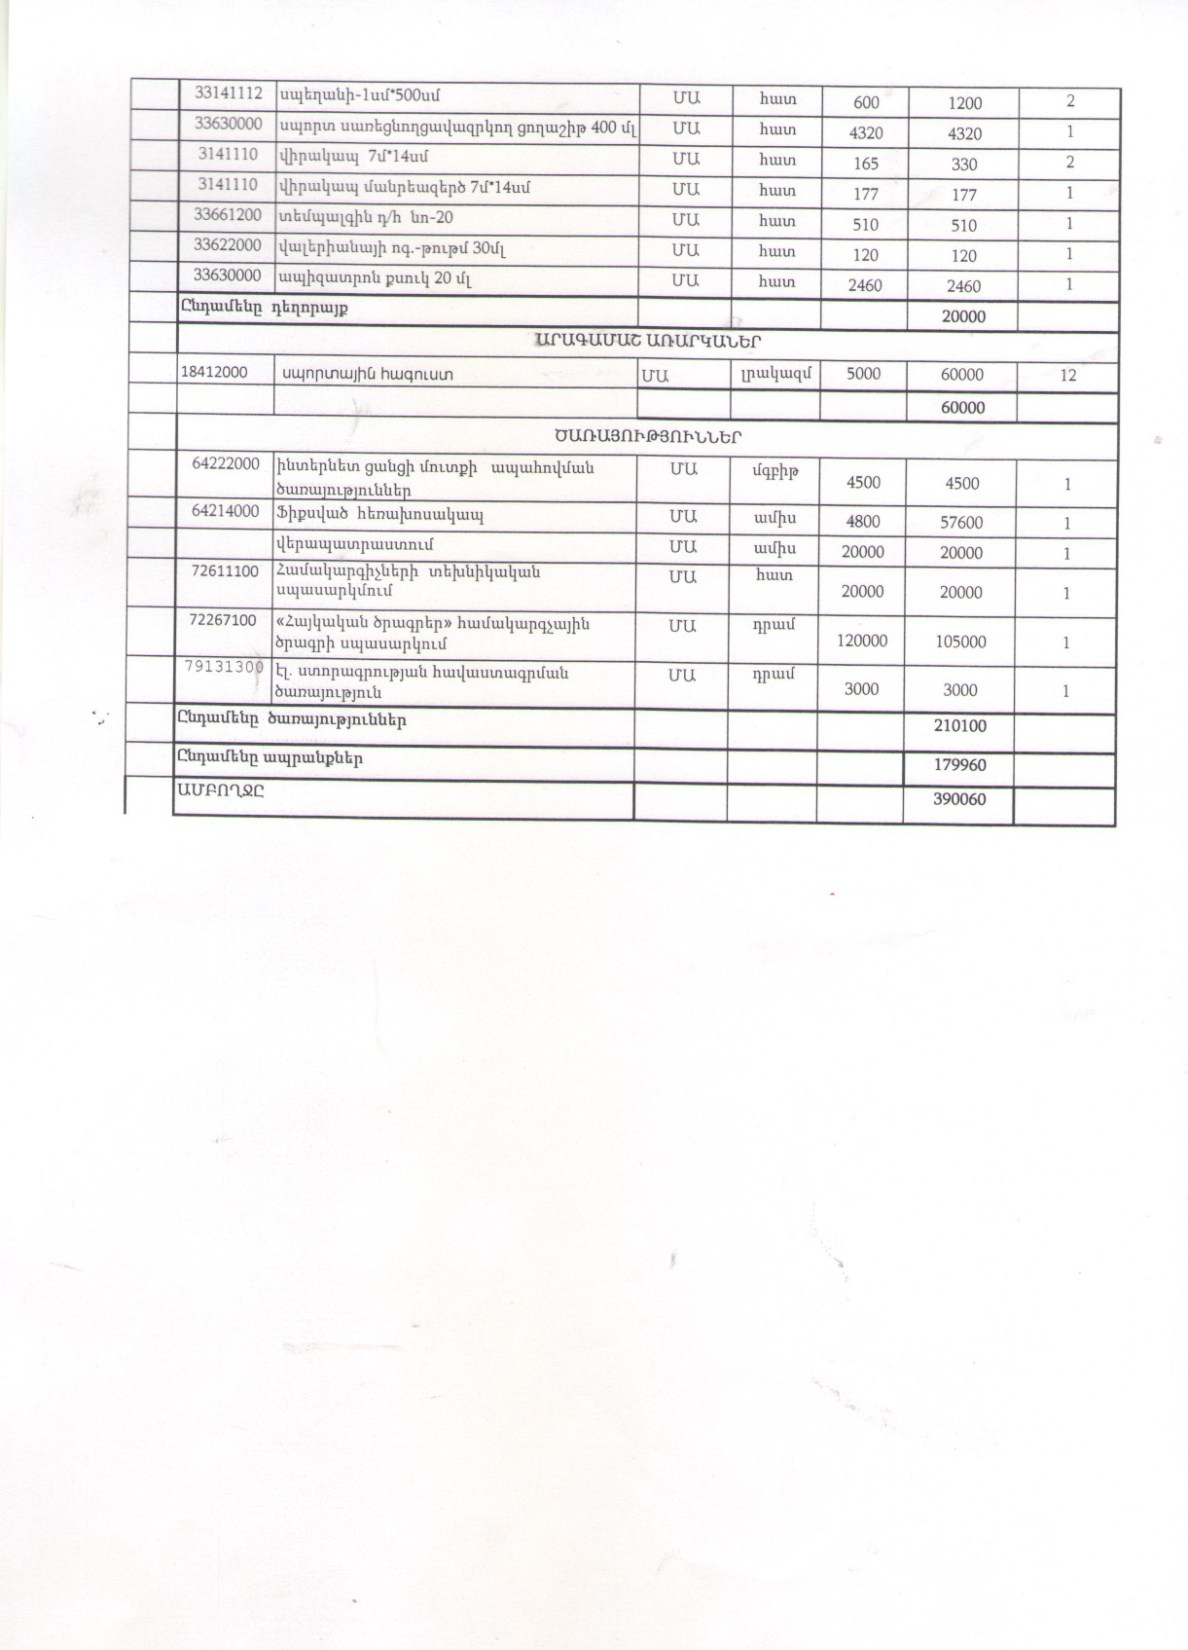 33141112 սպեղանի-1սմ*500սմ ՄԱ հատ 600 1200 2
33630000 սպորտ սառեցնողցավազրկող ցողաշիթ 400 մլ ՄԱ հատ 4320 4320 1
3141110 վիրակապ 7մ*14սմ ՄԱ հատ 165 330 2
3141110 վիրակապ մանրեազերծ 7մ*14սմ ՄԱ հատ 177 177 1
33661200 տեմպալգին դ/հ նո-20 ՄԱ հատ 510 510 1
33622000 վալերիանայի ոգ.-թուրմ 30մլ ՄԱ հատ 120 120 1
33630000 ապիզատրոն քսուկ 20 մլ ՄԱ հատ 2460 2460 1
Ընդամենը դեղորայք 20000
ԱՐԱԳԱՄԱՇ ԱՌԱՐԿԱՆԵՐ
18412000 սպորտային հագուստ ՄԱ լրակազմ 5000 60000 12
60000
ԾԱՌԱՅՈՒԹՅՈՒՆՆԵՐ
64222000 ինտերնետ ցանցի մուտքի ապահովման ՄԱ մգբիթ 4500 4500 1
ծառայություններ
64214000 Ֆիքսված հեռախոսակապ ՄԱ ամիս 4800 57600 1
վերապատրաստում ՄԱ ամիս 20000 20000 1
72611100 Համակարգիչների տեխնիկական ՄԱ հատ 20000 20000 1
սպասարկմում
72267100 «Հայկական ծրագրեր» համակարգչային ՄԱ դրամ 120000 105000 1
ծրագրի սպասարկում
79131300 Էլ. ստորագրության հավաստագրման ՄԱ դրամ 3000 3000 1
ծառայություն
Ընդամենը ծառայություններ 210100
Ընդամենը ապրանքներ 179960
ԱՄԲՈՂՋԸ 390060